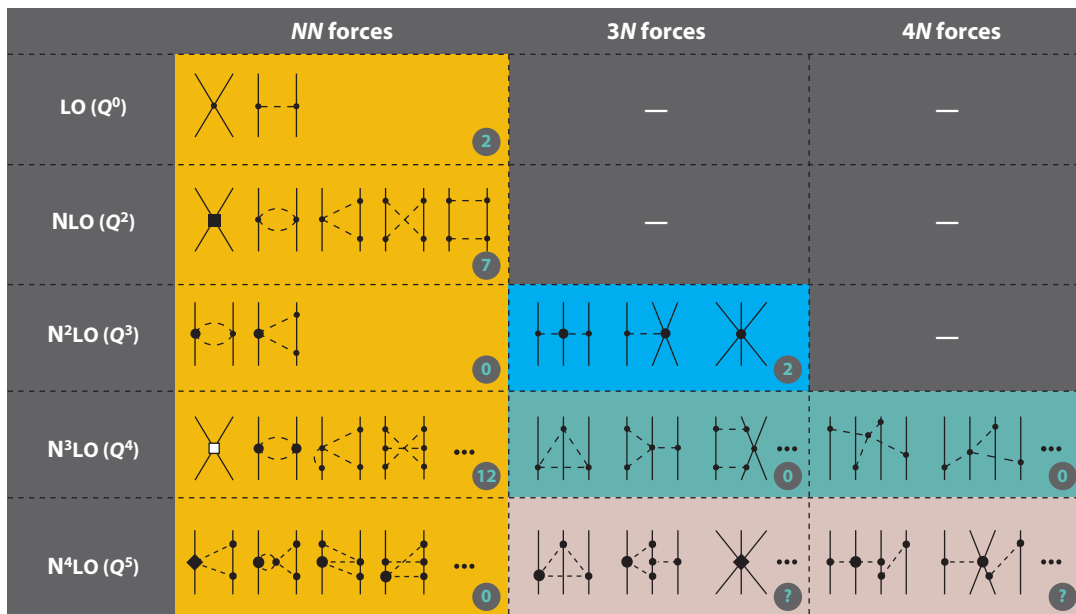 NN forces 3N forces 4N forces
LO (Q⁰) — —
2
NLO (Q²) — —
7
N²LO (Q³) —
0 2
N³LO (Q⁴) ••• ••• •••
12 0 0
N⁴LO (Q⁵) ••• ••• •••
0 ? ?